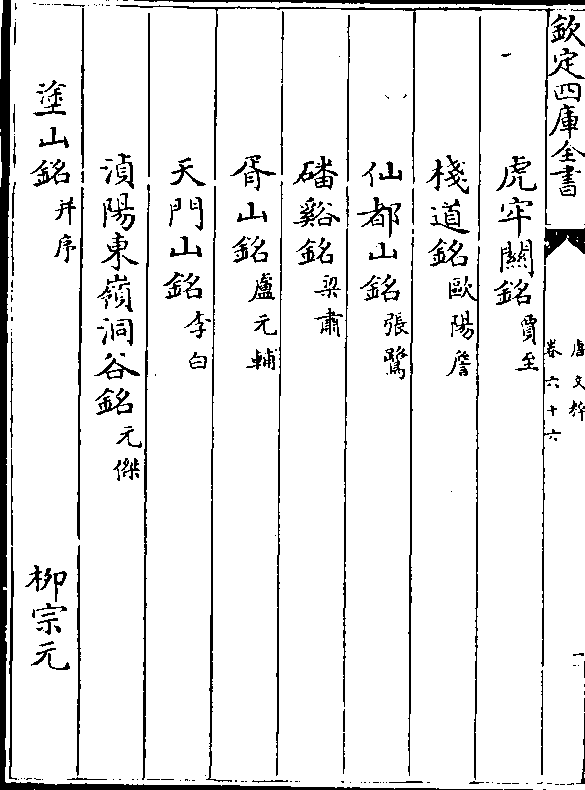 欽定四庫全書
唐文粹
卷六十六
虎牢關銘賈至
棧道銘歐陽詹
仙都山銘張鷟
磻谿銘梁肅
胥山銘盧元輔
天門山銘李白
湞陽東嶺洞谷銘元傑
塗山銘并序 柳宗元